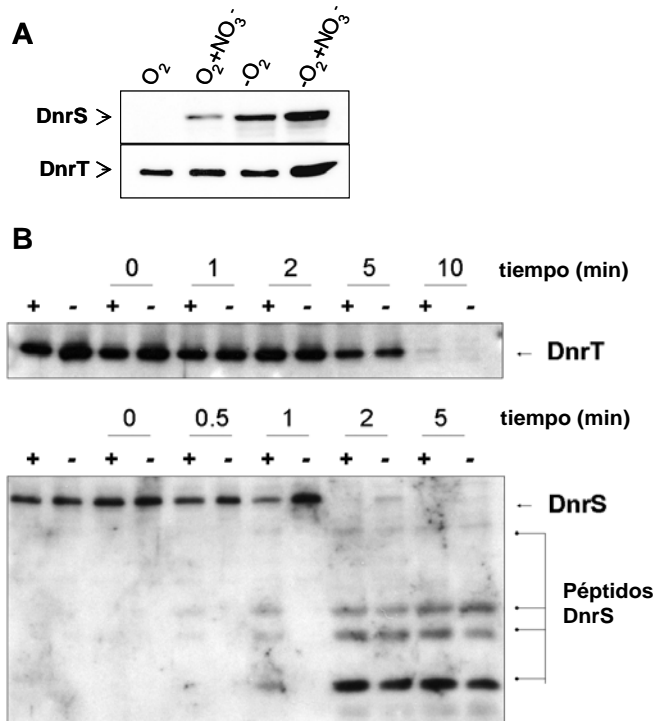 A
O2
O2+NO3-
-O2
-O2+NO3-
DnrS
DnrT
B
0 1 2 5 10 tiempo (min)
+ - + - + - + - + - + -
← DnrT
0 0.5 1 2 5 tiempo (min)
+ - + - + - + - + - + -
← DnrS
Péptidos
DnrS